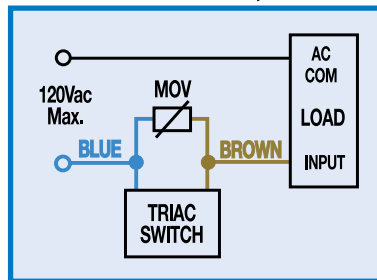 AC
COM
120Vac
Max.
MOV
LOAD
BLUE
BROWN
INPUT
TRIAC
SWITCH